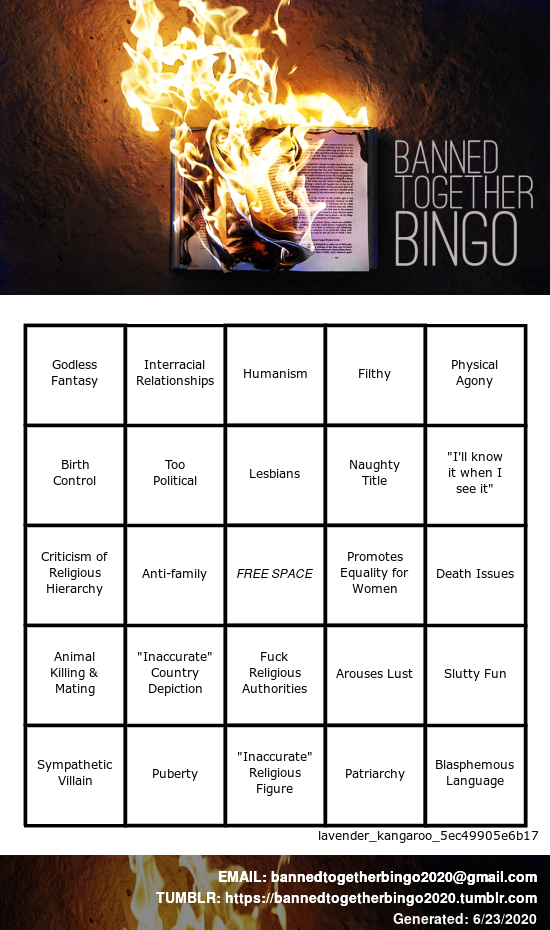 BANNED
TOGETHER
BINGO
Godless
Fantasy
Interracial
Relationships
Humanism
Filthy
Physical
Agony
Birth
Control
Too
Political
Lesbians
Naughty
Title
"I'll know
it when I
see it"
Criticism of
Religious
Hierarchy
Anti-family
FREE SPACE
Promotes
Equality for
Women
Death Issues
Animal
Killing &
Mating
"Inaccurate"
Country
Depiction
Fuck
Religious
Authorities
Arouses Lust
Slutty Fun
Sympathetic
Villain
Puberty
"Inaccurate"
Religious
Figure
Patriarchy
Blasphemous
Language
lavender_kangaroo_5ec49905e6b17
EMAIL: bannedtogetherbingo2020@gmail.com
TUMBLR: https://bannedtogetherbingo2020.tumblr.com
Generated: 6/23/2020